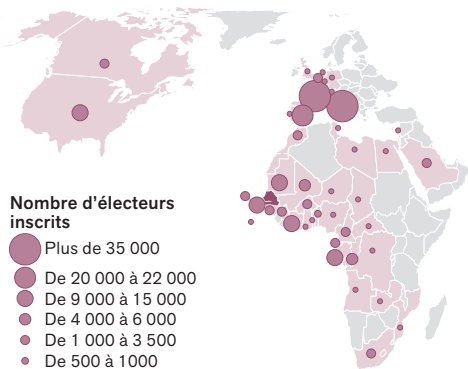 Nombre d'électeurs
inscrits
Plus de 35 000
De 20 000 à 22 000
De 9 000 à 15 000
De 4 000 à 6 000
De 1 000 à 3 500
De 500 à 1000